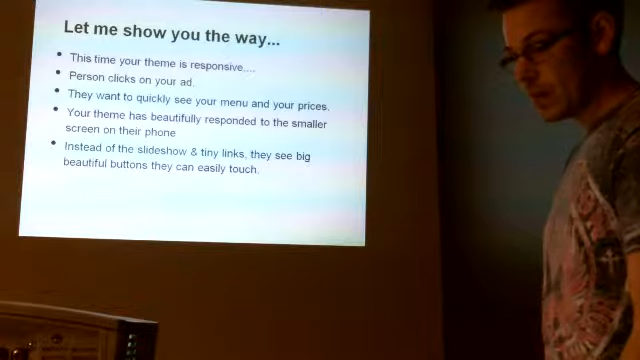 Let me show you the way...
• This time your theme is responsive....
• Person clicks on your ad.
• They want to quickly see your menu and your prices.
• Your theme has beautifully responded to the smaller
screen on their phone
• Instead of the slideshow & tiny links, they see big
beautiful buttons they can easily touch.